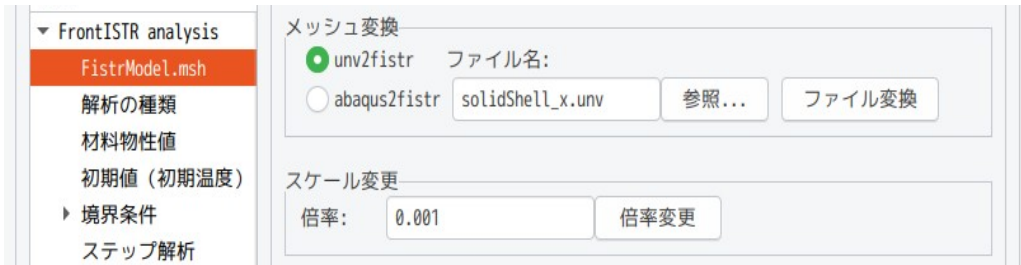 FrontISTR analysis
FistrModel.msh
解析の種類
材料物性値
初期値（初期温度）
境界条件
ステップ解析
メッシュ変換
unv2fistr ファイル名:
abaqus2fistr solidShell_x.unv 参照... ファイル変換
スケール変更
倍率: 0.001 倍率変更